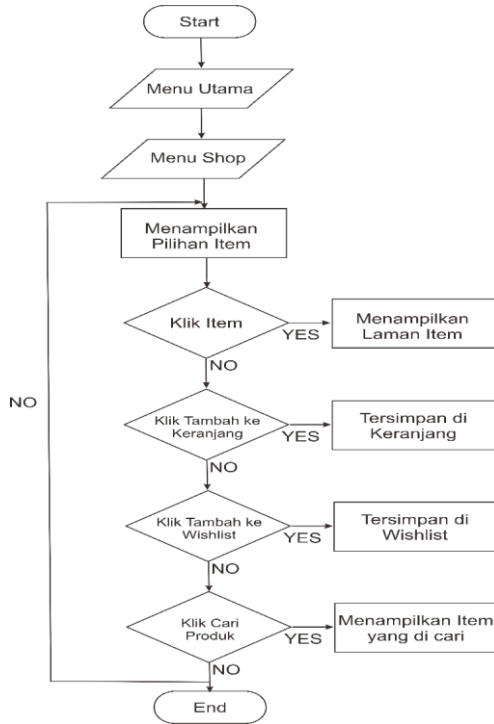 Start
Menu Utama
Menu Shop
Menampilkan
Pilihan Item
Klik Item
YES
Menampilkan
Laman Item
NO
NO
Klik Tambah ke
Keranjang
YES
Tersimpan di
Keranjang
NO
Klik Tambah ke
Wishlist
YES
Tersimpan di
Wishlist
NO
Klik Cari
Produk
YES
Menampilkan Item
yang di cari
NO
End